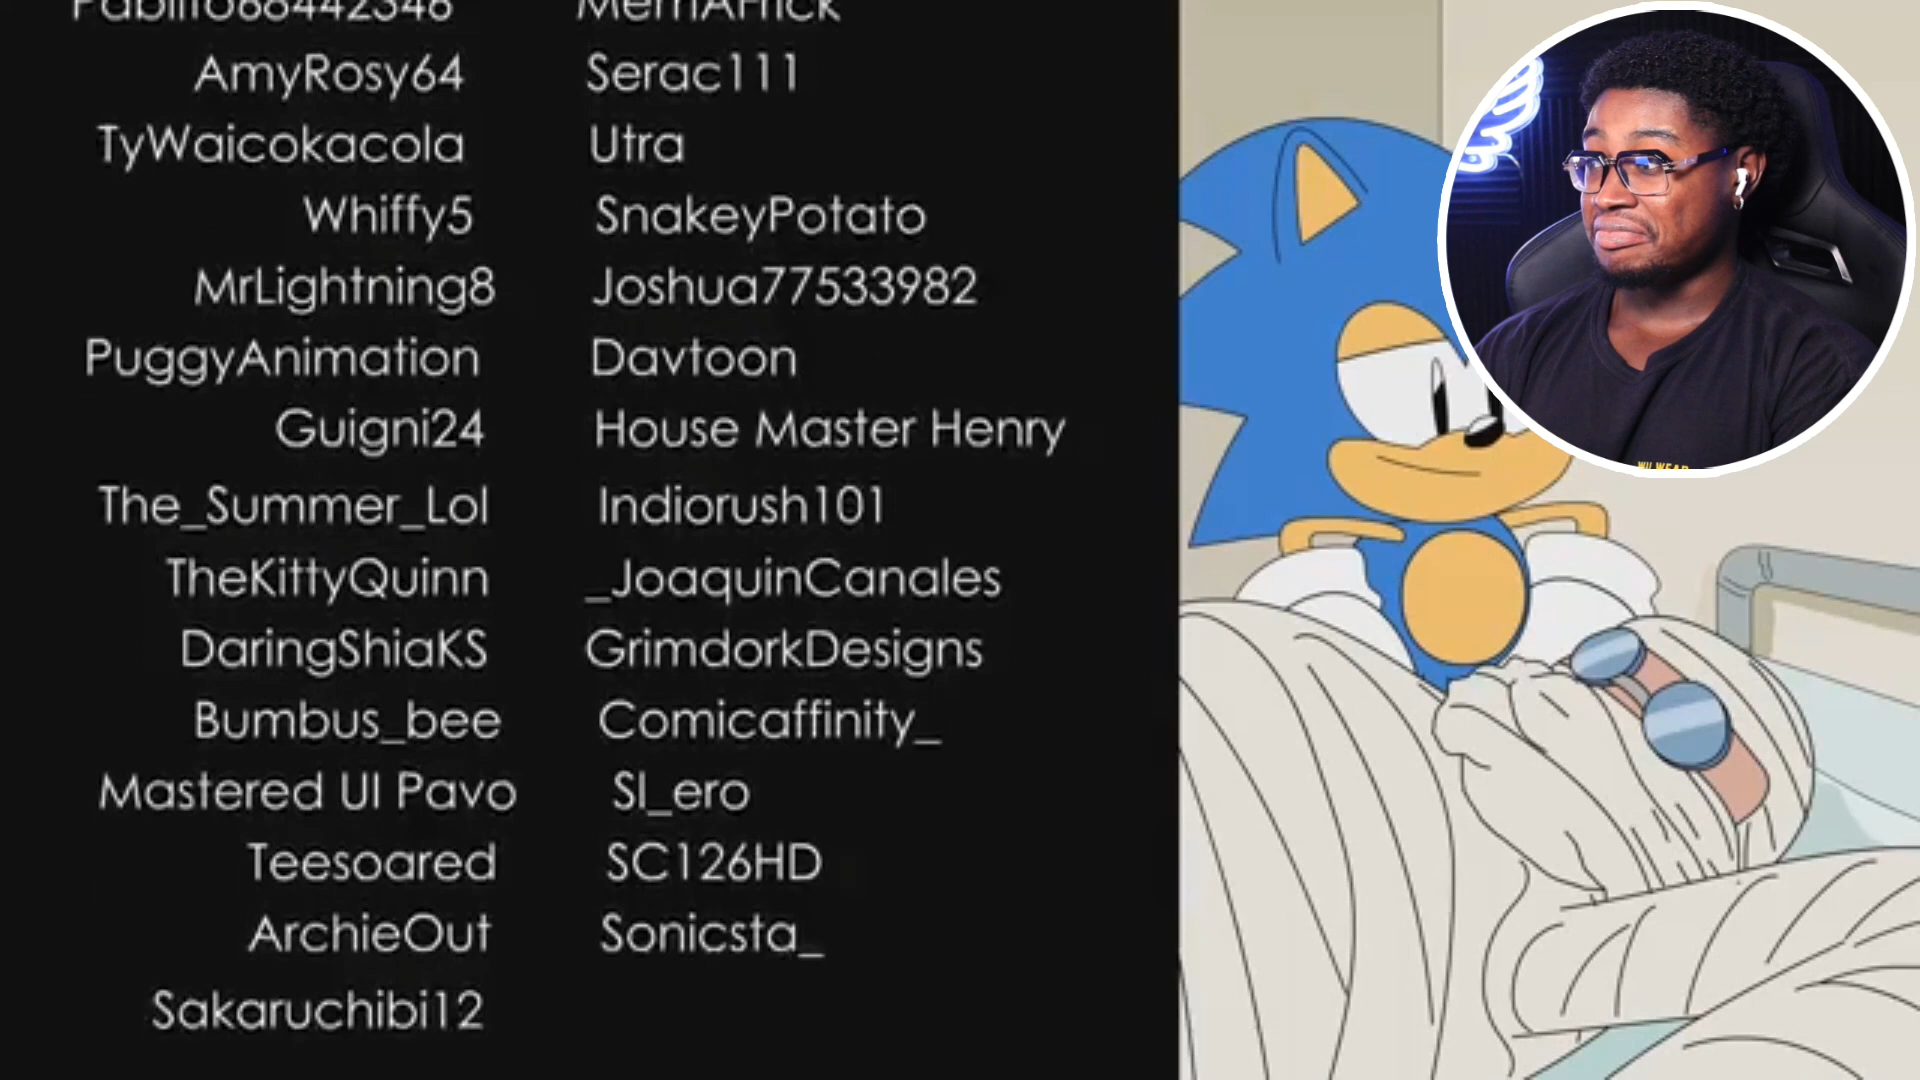 AmyRosy64 Serac111
TyWaicokacola Utra
Whiffy5 SnakeyPotato
MrLightning8 Joshua77533982
PuggyAnimation Davtoon
Guigni24 House Master Henry
The_Summer_Lol Indiorush101
TheKittyQuinn _JoaquinCanales
DaringShiaKS GrimdorkDesigns
Bumbus_bee Comicaffinity_
Mastered UI Pavo Sl_ero
Teesoared SC126HD
ArchieOut Sonicsta_
Sakaruchibi12